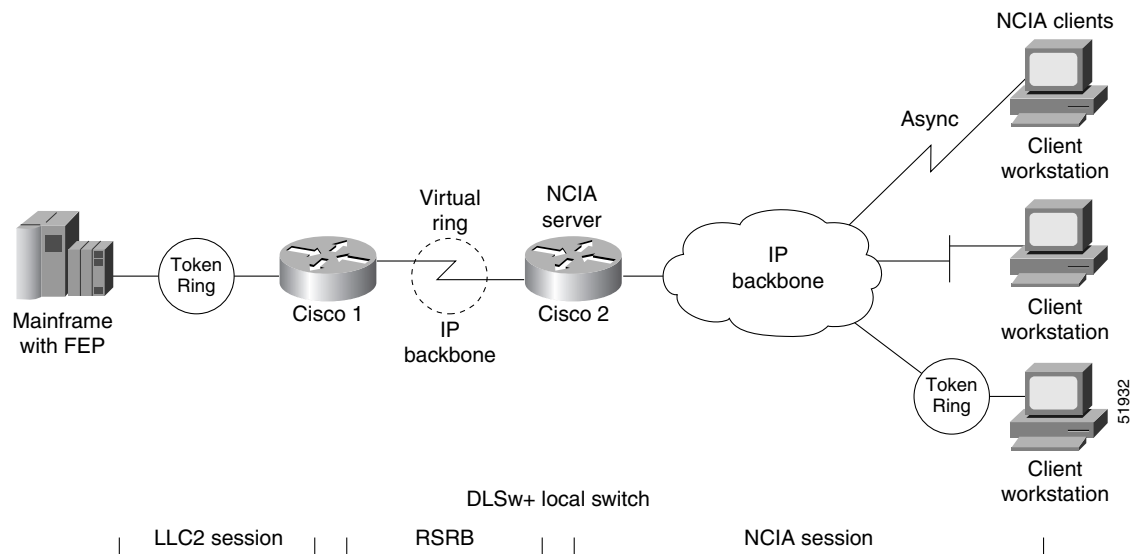 NCIA clients
Async
Client
workstation
Virtual
ring
NCIA
server
Token
Ring
IP
backbone
Mainframe
with FEP
Cisco 1
IP
backbone
Cisco 2
Client
workstation
Token
Ring
51932
Client
workstation
DLSw+ local switch
LLC2 session
RSRB
NCIA session